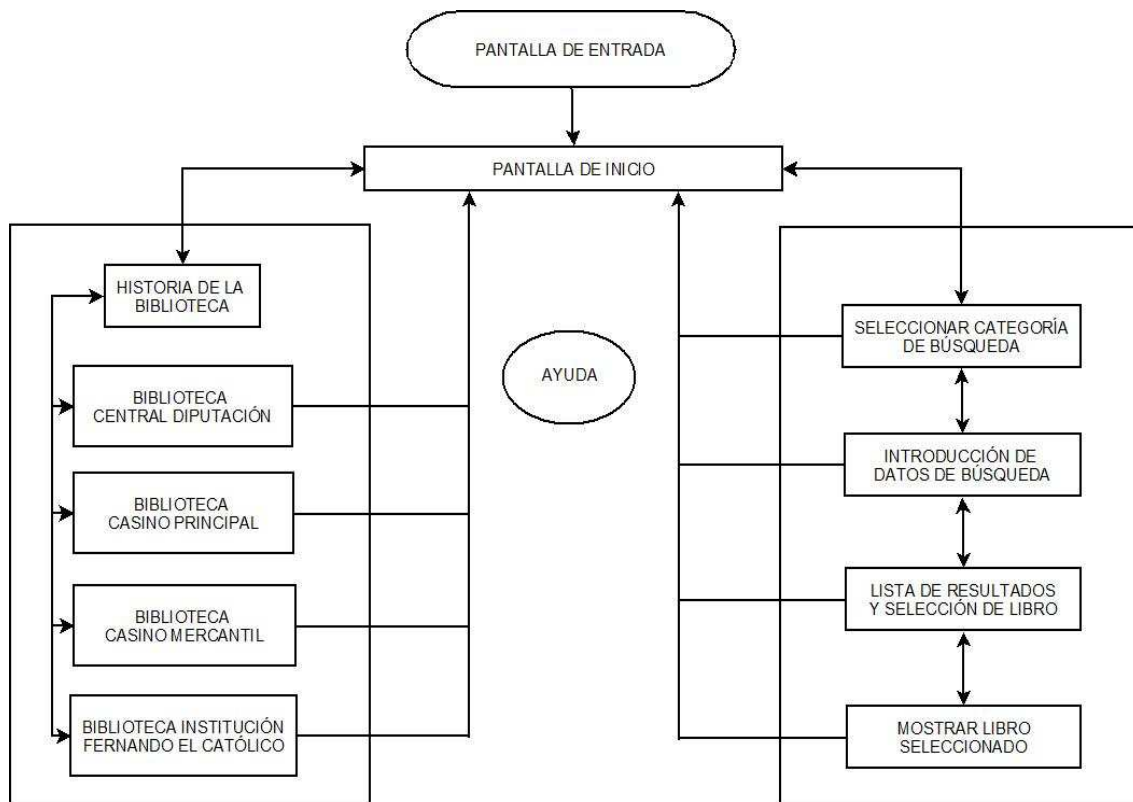 PANTALLA DE ENTRADA
PANTALLA DE INICIO
HISTORIA DE LA
BIBLIOTECA
BIBLIOTECA
CENTRAL DIPUTACIÓN
BIBLIOTECA
CASINO PRINCIPAL
BIBLIOTECA
CASINO MERCANTIL
BIBLIOTECA INSTITUCIÓN
FERNANDO EL CATÓLICO
AYUDA
SELECCIONAR CATEGORÍA
DE BÚSQUEDA
INTRODUCCIÓN DE
DATOS DE BÚSQUEDA
LISTA DE RESULTADOS
Y SELECCIÓN DE LIBRO
MOSTRAR LIBRO
SELECCIONADO